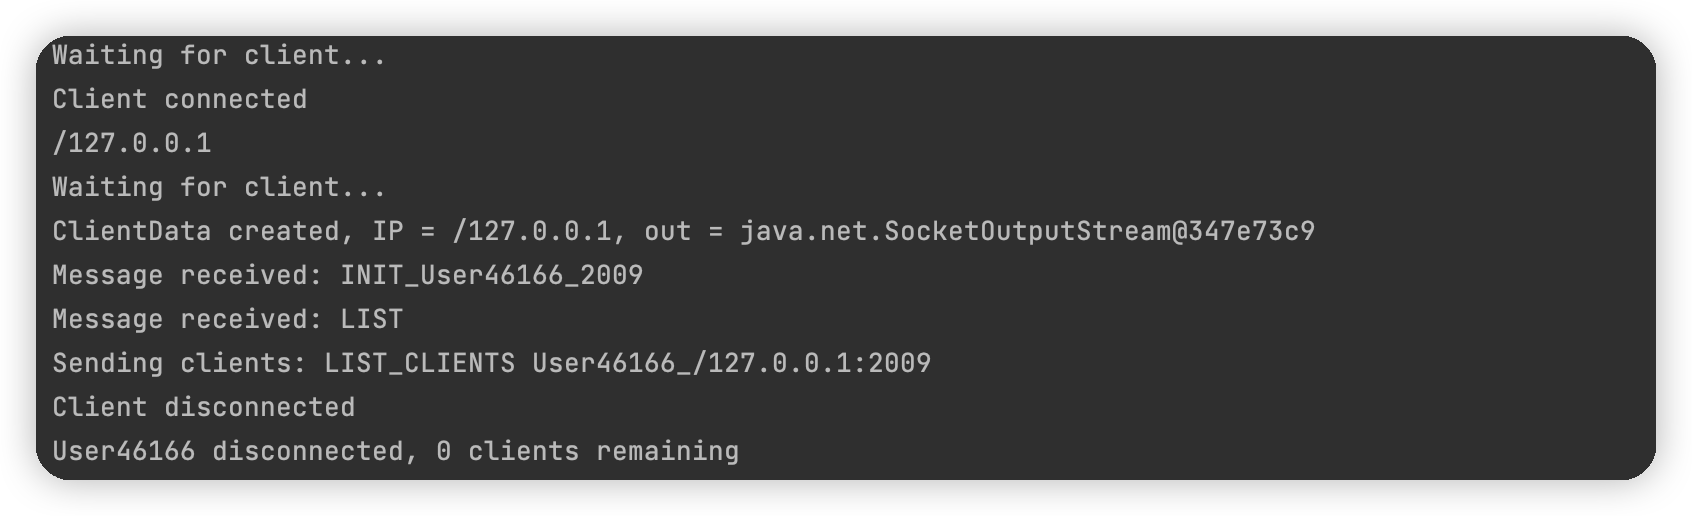 Waiting for client...
Client connected
/127.0.0.1
Waiting for client...
ClientData created, IP = /127.0.0.1, out = java.net.SocketOutputStream@347e73c9
Message received: INIT_User46166_2009
Message received: LIST
Sending clients: LIST_CLIENTS User46166_/127.0.0.1:2009
Client disconnected
User46166 disconnected, 0 clients remaining